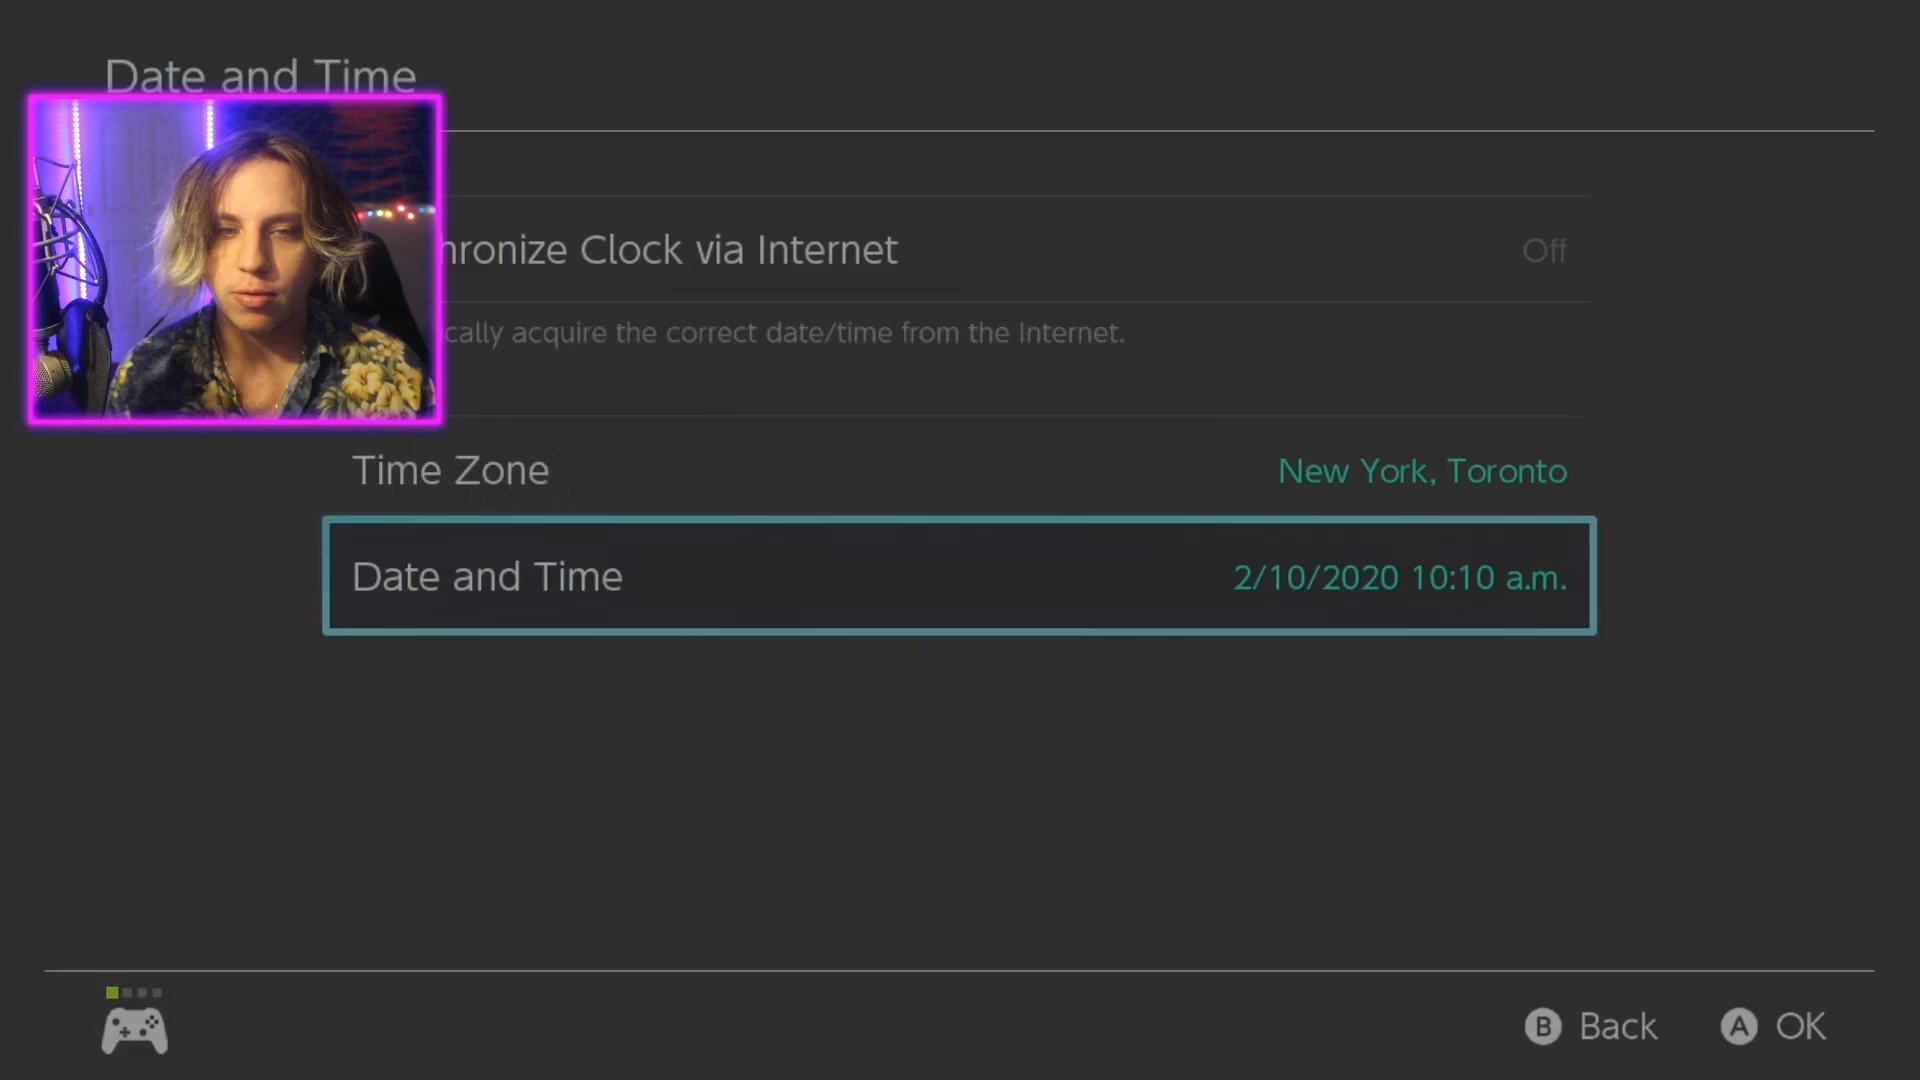 Date and Time
hronize Clock via Internet
Off
cally acquire the correct date/time from the Internet.
Time Zone
New York, Toronto
Date and Time
2/10/2020 10:10 a.m.
B Back
A OK